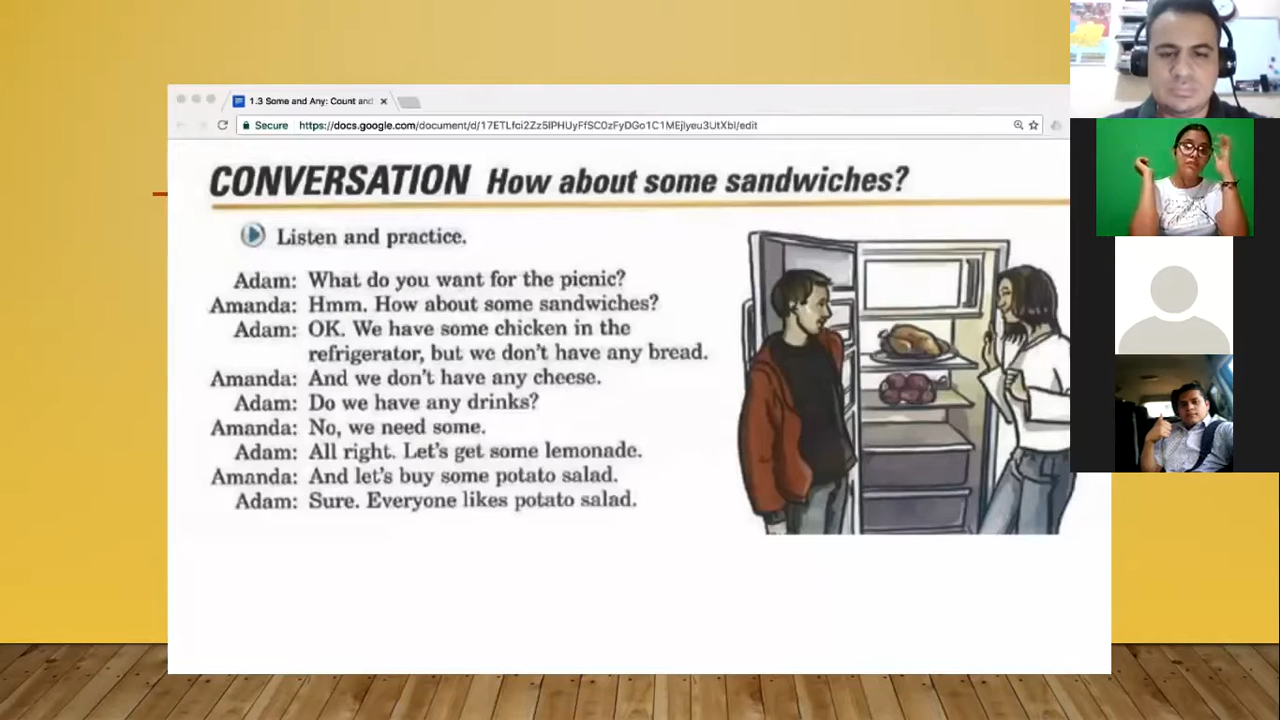 1.3 Some and Any: Count and
Secure https://docs.google.com/document/d/17ETLfci2Zz5lPHUyFfSC0zFyDGo1C1MEjlyeu3UtXbI/edit
CONVERSATION How about some sandwiches?
Listen and practice.
Adam: What do you want for the picnic?
Amanda: Hmm. How about some sandwiches?
Adam: OK. We have some chicken in the
refrigerator, but we don't have any bread.
Amanda: And we don't have any cheese.
Adam: Do we have any drinks?
Amanda: No, we need some.
Adam: All right. Let's get some lemonade.
Amanda: And let's buy some potato salad.
Adam: Sure. Everyone likes potato salad.